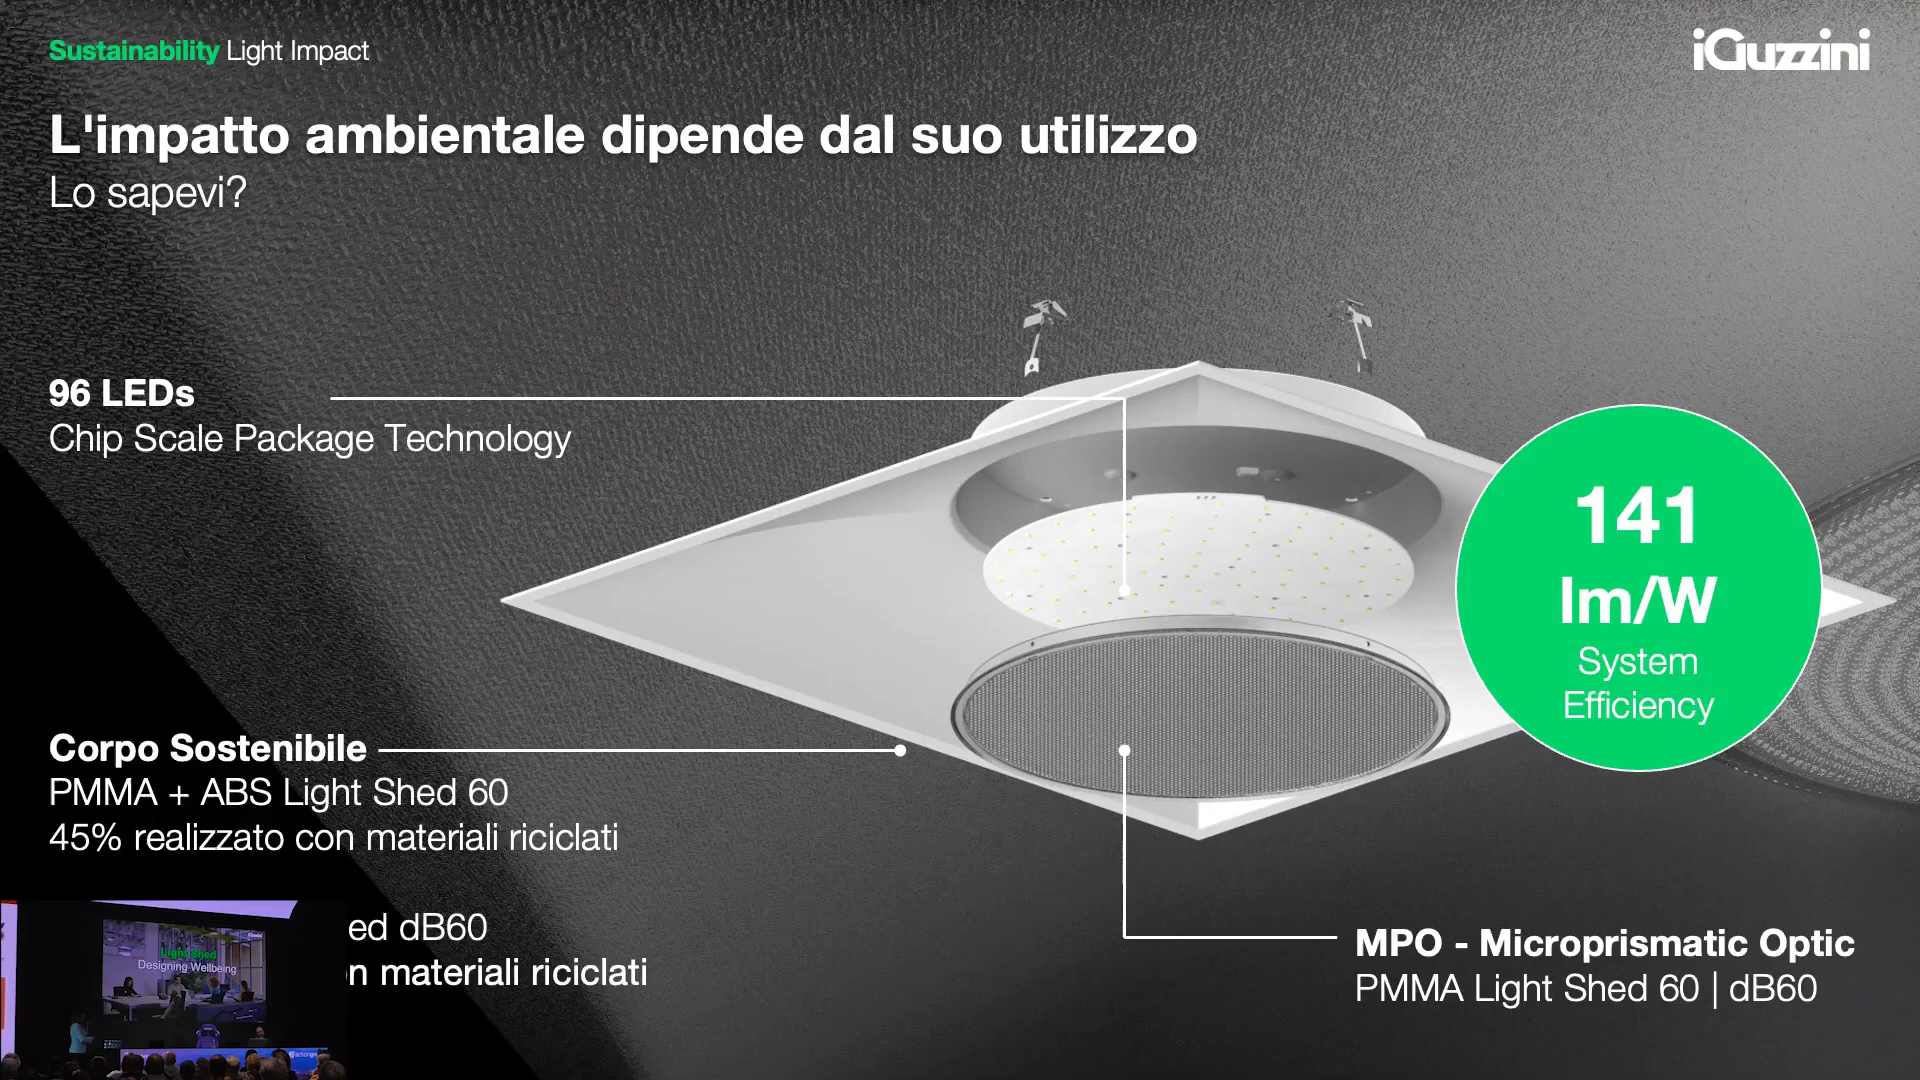 Sustainability Light Impact
iGuzzini
L'impatto ambientale dipende dal suo utilizzo
Lo sapevi?
96 LEDs
Chip Scale Package Technology
141
lm/W
System
Efficiency
Corpo Sostenibile
PMMA + ABS Light Shed 60
45% realizzato con materiali riciclati
ed dB60
n materiali riciclati
MPO - Microprismatic Optic
PMMA Light Shed 60 | dB60
Light Shed
Designing Wellbeing